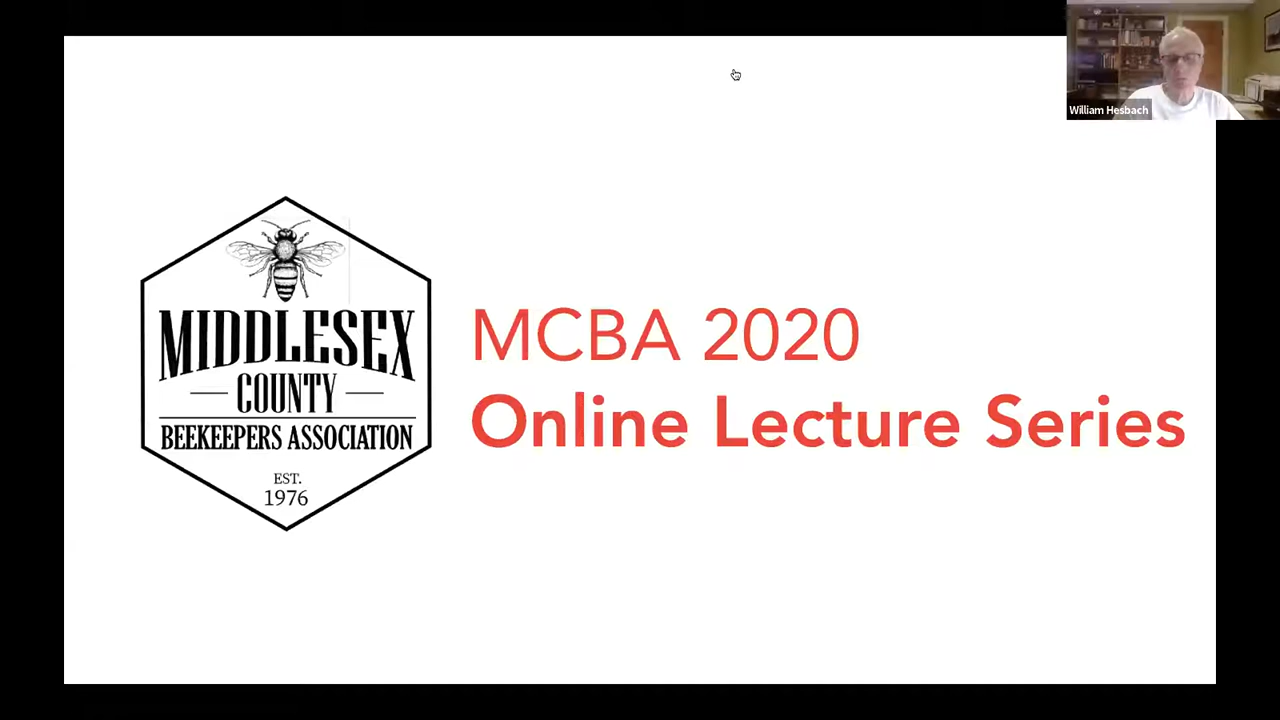 William Hesbach
MIDDLESEX
COUNTY
BEEKEEPERS ASSOCIATION
EST.
1976
MCBA 2020
Online Lecture Series